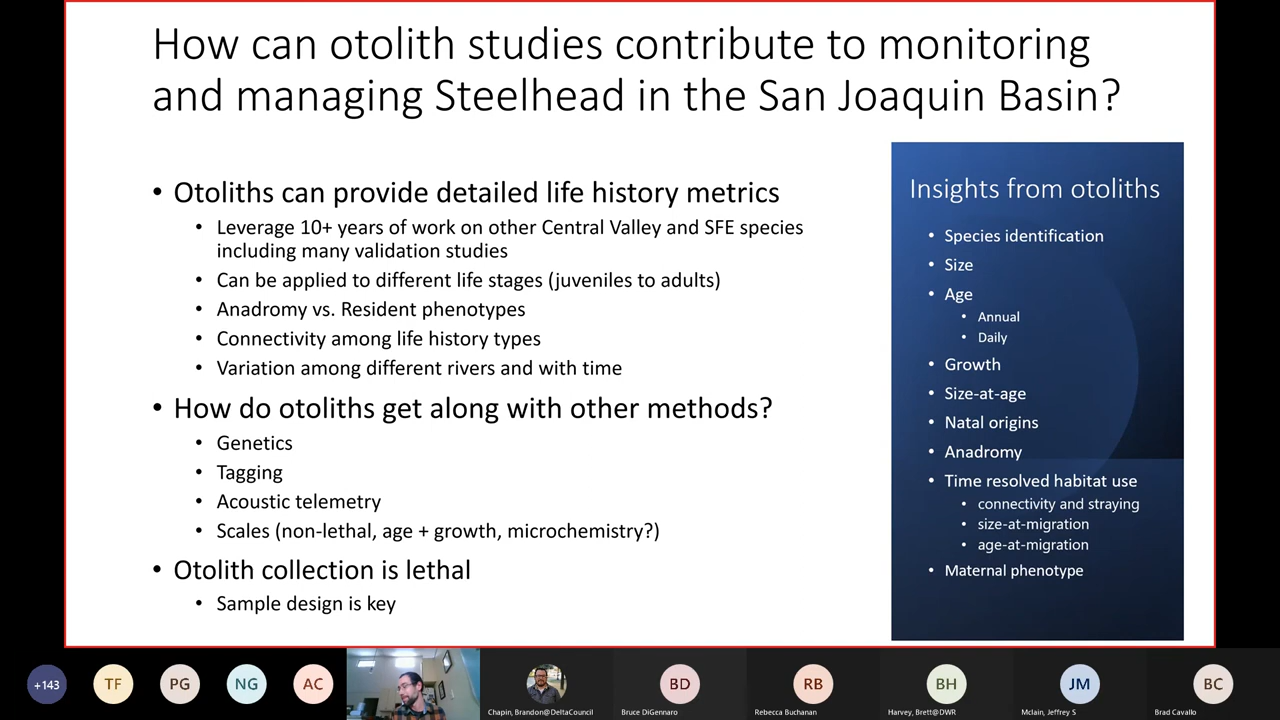 How can otolith studies contribute to monitoring
and managing Steelhead in the San Joaquin Basin?
• Otoliths can provide detailed life history metrics
• Leverage 10+ years of work on other Central Valley and SFE species
including many validation studies
• Can be applied to different life stages (juveniles to adults)
• Anadromy vs. Resident phenotypes
• Connectivity among life history types
• Variation among different rivers and with time
• How do otoliths get along with other methods?
• Genetics
• Tagging
• Acoustic telemetry
• Scales (non-lethal, age + growth, microchemistry?)
• Otolith collection is lethal
• Sample design is key
Insights from otoliths
• Species identification
• Size
• Age
• Annual
• Daily
• Growth
• Size-at-age
• Natal origins
• Anadromy
• Time resolved habitat use
• connectivity and straying
• size-at-migration
• age-at-migration
• Maternal phenotype
+143
TF
PG
NG
AC
Chapin, Brandon@DeltaCouncil
BD
Bruce DiGennaro
RB
Rebecca Buchanan
BH
Harvey, Brett@DWR
JM
Mclain, Jeffrey S
BC
Brad Cavallo